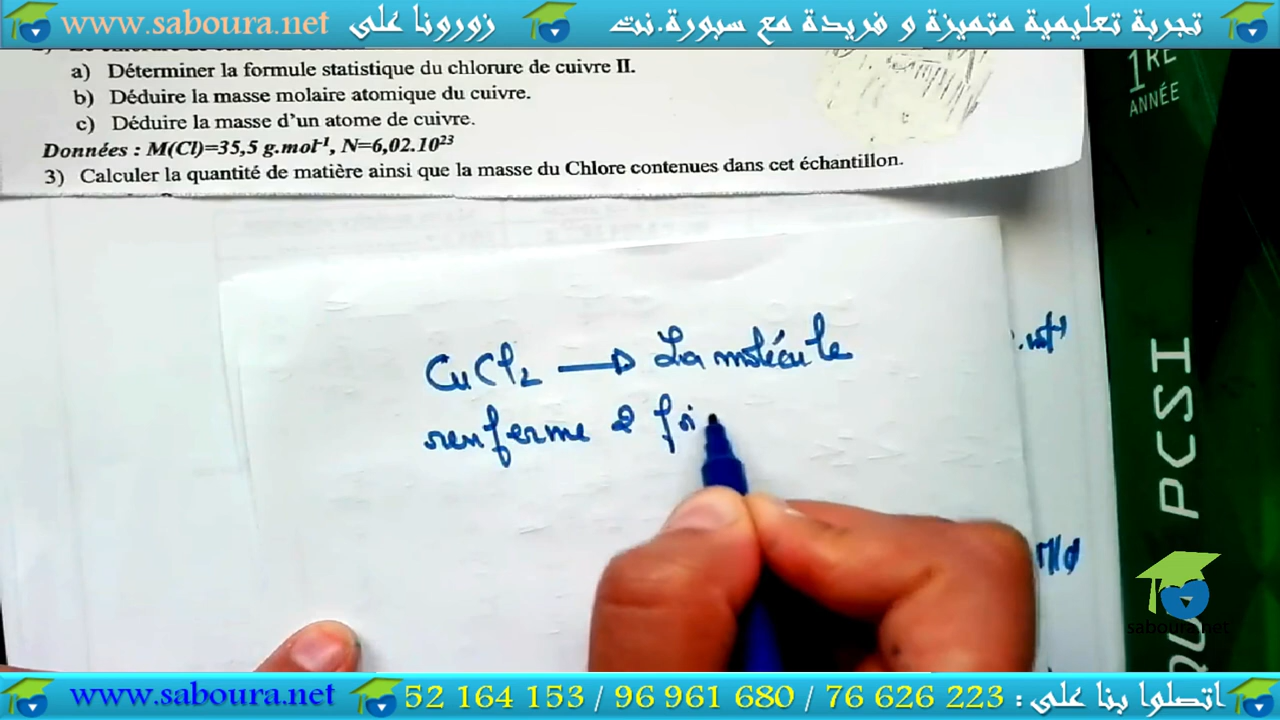 www.saboura.net زورونا على تجربة تعليمية متميزة و فريدة مع سبورة.نت
a) Déterminer la formule statistique du chlorure de cuivre II.
b) Déduire la masse molaire atomique du cuivre.
c) Déduire la masse d'un atome de cuivre.
Données : M(Cl)=35,5 g.mol⁻¹, N=6,02.10²³
3) Calculer la quantité de matière ainsi que la masse du Chlore contenues dans cet échantillon.
1RE
ANNÉE
CuCl₂ → La molécule
renferme 2 foi
PCSI
saboura.net
www.saboura.net 52 164 153 / 96 961 680 / 76 626 223 : اتصلوا بنا على